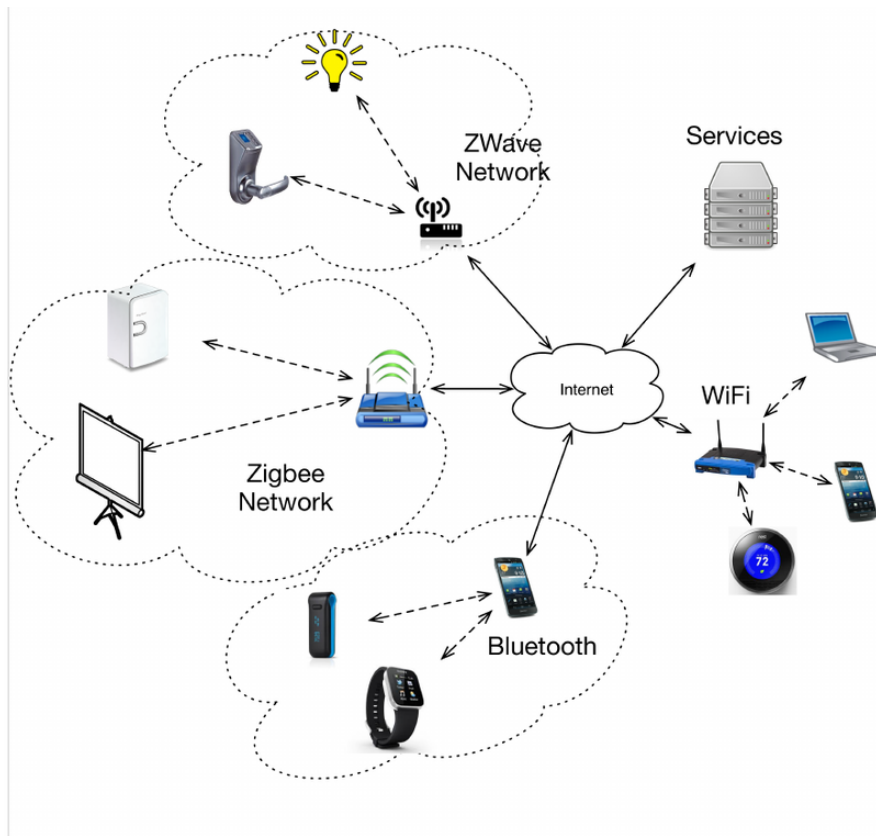 ZWave
Network
Services
Internet
WiFi
72
Zigbee
Network
Bluetooth